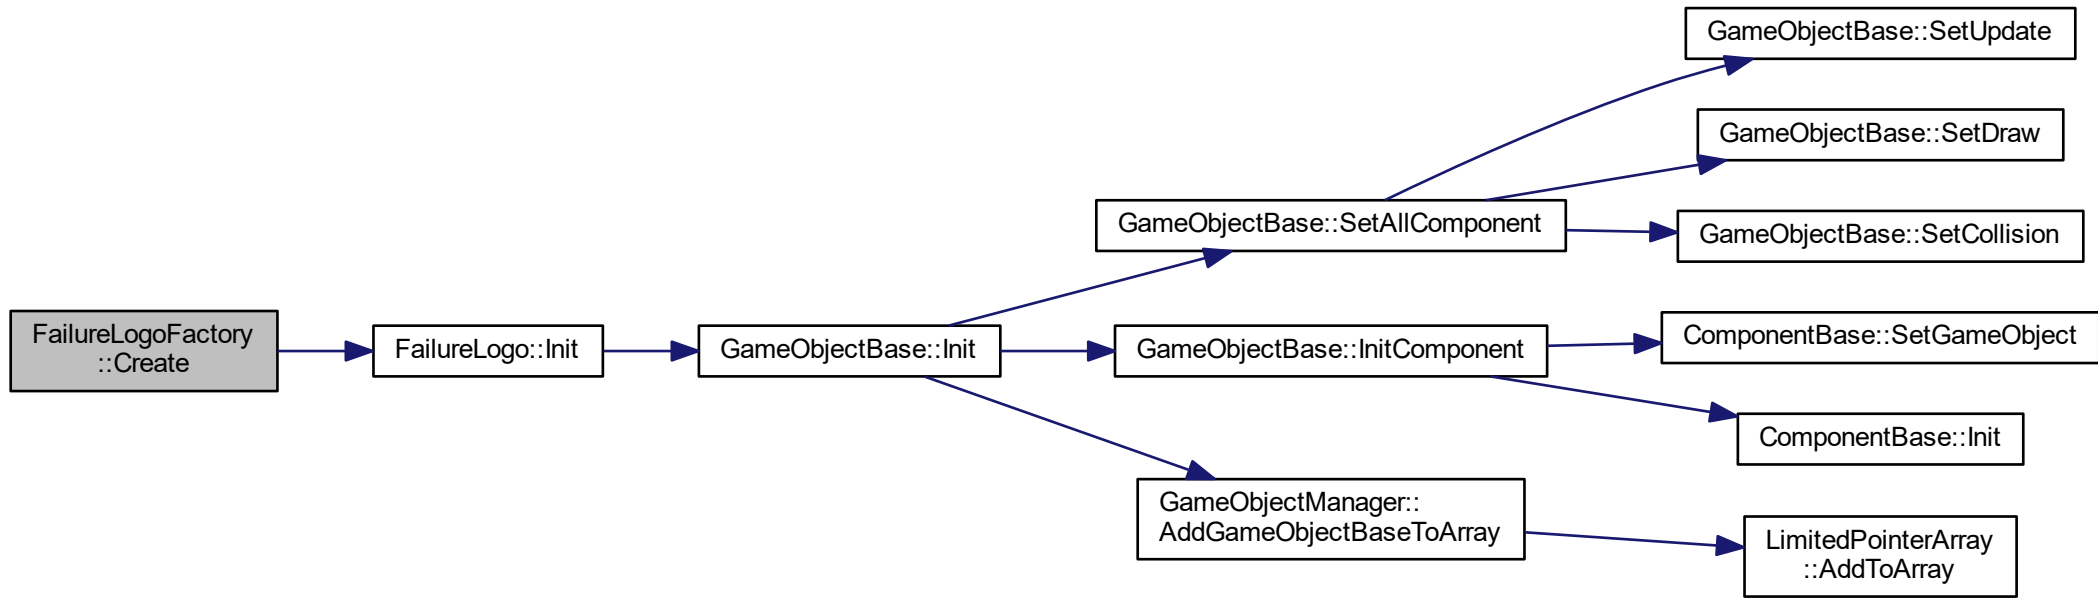 FailureLogoFactory
::Create
FailureLogo::Init
GameObjectBase::Init
GameObjectBase::SetAllComponent
GameObjectBase::SetUpdate
GameObjectBase::SetDraw
GameObjectBase::SetCollision
GameObjectBase::InitComponent
ComponentBase::SetGameObject
ComponentBase::Init
GameObjectManager::
AddGameObjectBaseToArray
LimitedPointerArray
::AddToArray